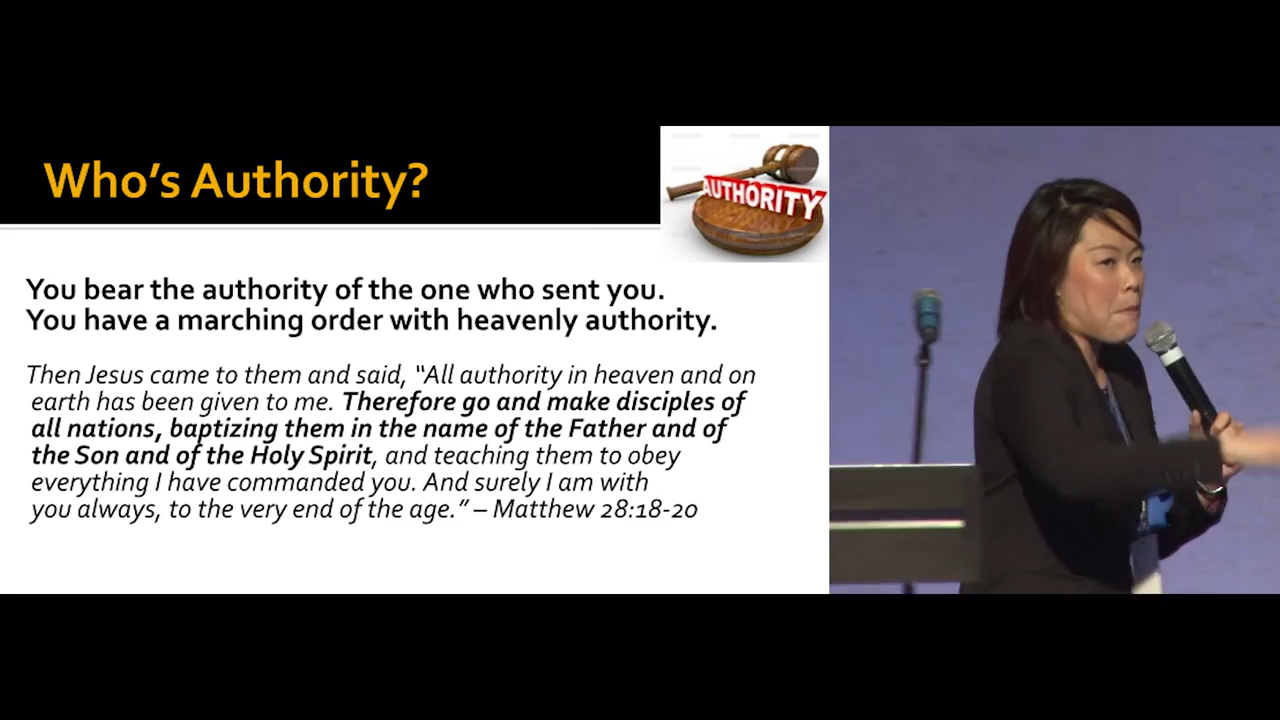 Who's Authority?
AUTHORITY
You bear the authority of the one who sent you.
You have a marching order with heavenly authority.
Then Jesus came to them and said, “All authority in heaven and on
earth has been given to me. Therefore go and make disciples of
all nations, baptizing them in the name of the Father and of
the Son and of the Holy Spirit, and teaching them to obey
everything I have commanded you. And surely I am with
you always, to the very end of the age.” – Matthew 28:18-20